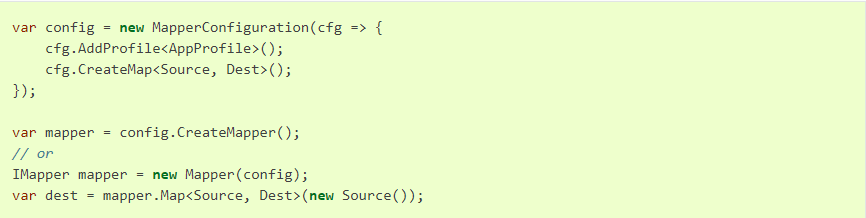 var config = new MapperConfiguration(cfg => {
    cfg.AddProfile<AppProfile>();
    cfg.CreateMap<Source, Dest>();
});

var mapper = config.CreateMapper();
// or
IMapper mapper = new Mapper(config);
var dest = mapper.Map<Source, Dest>(new Source());